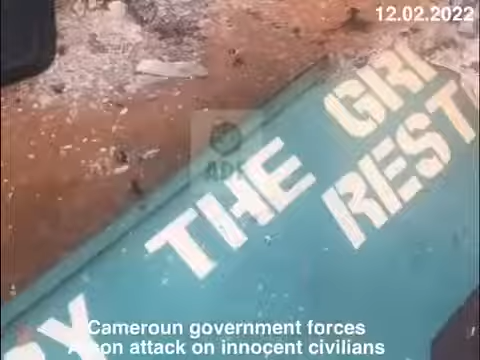 12.02.2022
GR
REST
THE
ADF
Cameroun government forces
attack on innocent civilians